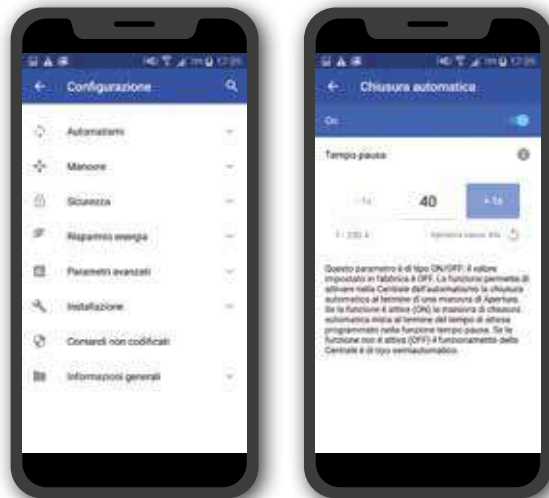 Configurazione
Automatismi
Manovre
Sicurezza
Risparmio energia
Parametri avanzati
Installazione
Comandi non codificati
Informazioni generali
Chiusura automatica
On
Tempo pausa
40
Questo parametro è di tipo ON/OFF: il valore
impostato in fabbrica è OFF. La funzione permette di
attivare nella Centrale dell'automatismo la chiusura
automatica al termine di una manovra di Apertura.
Se la funzione è attiva (ON) la manovra di chiusura
automatica inizia al termine del tempo di attesa
programmato nella funzione tempo pausa. Se la
funzione non è attiva (OFF) il funzionamento della
Centrale è di tipo semiautomatico.